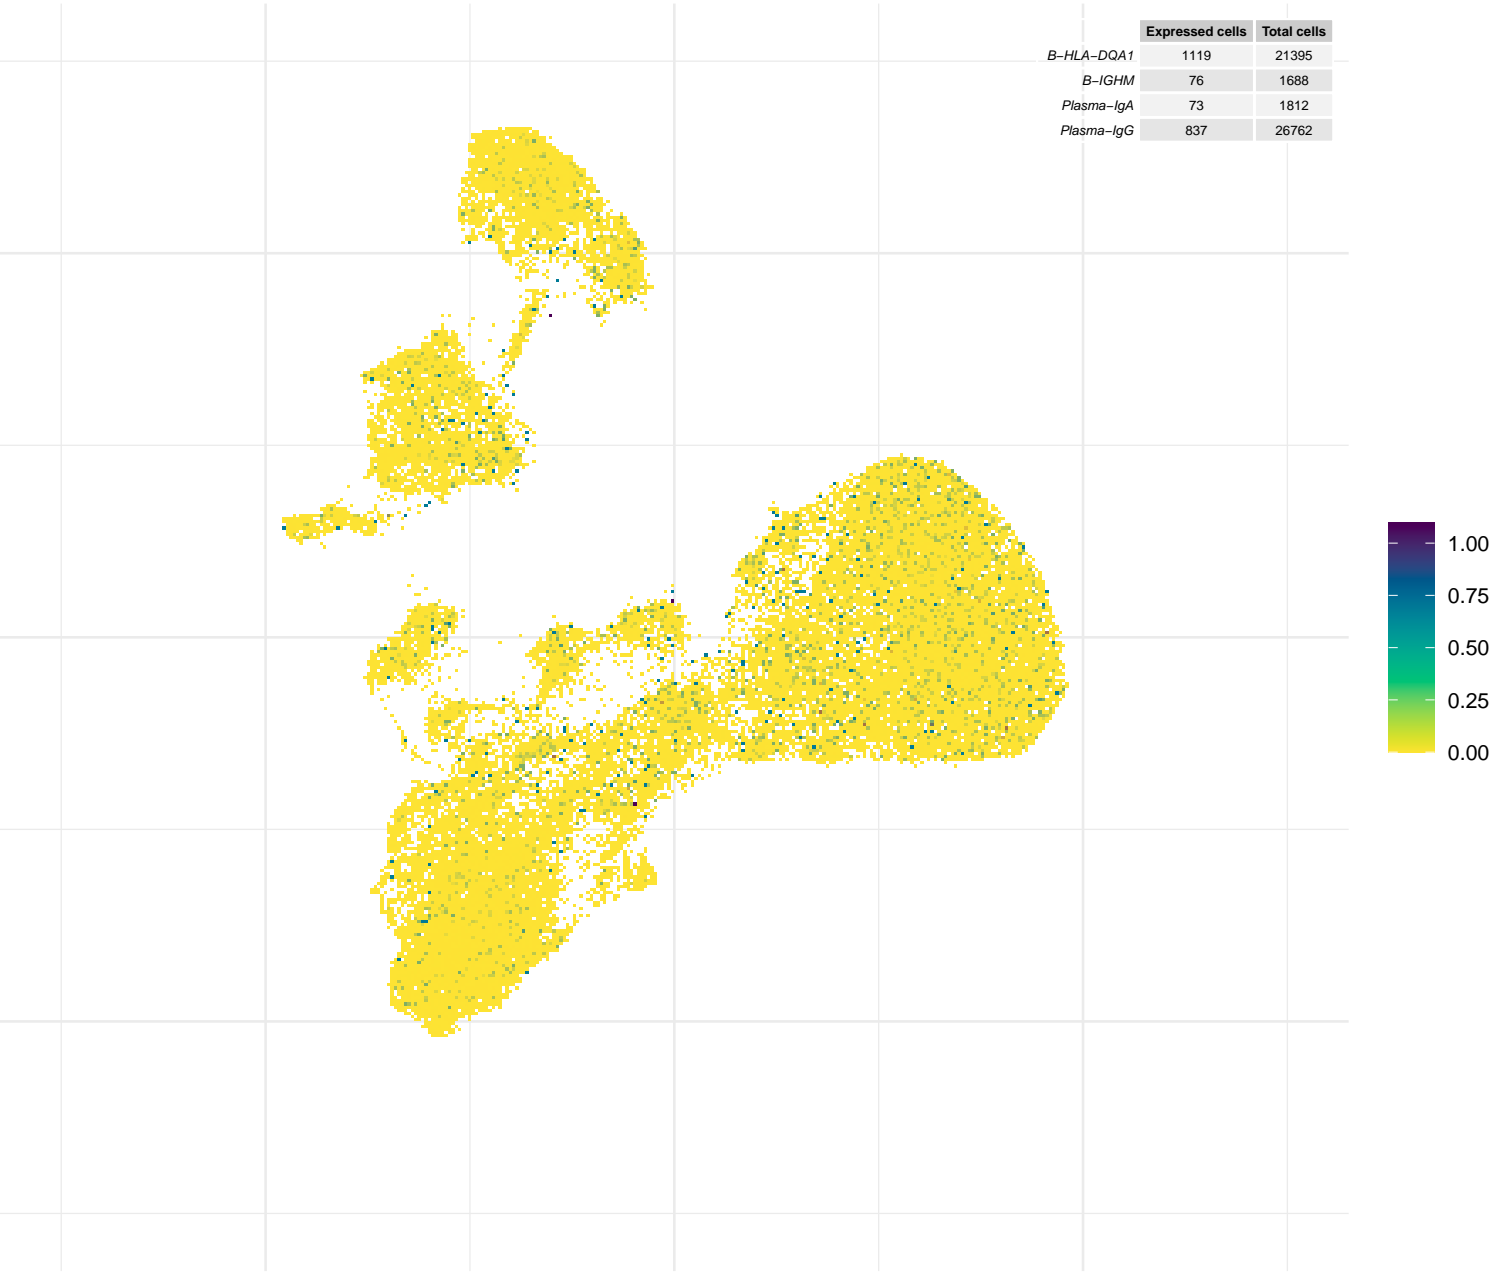 Expressed cells Total cells
B−HLA−DQA1 1119 21395
B−IGHM 76 1688
Plasma−IgA 73 1812
Plasma−IgG 837 26762
1.00
0.75
0.50
0.25
0.00